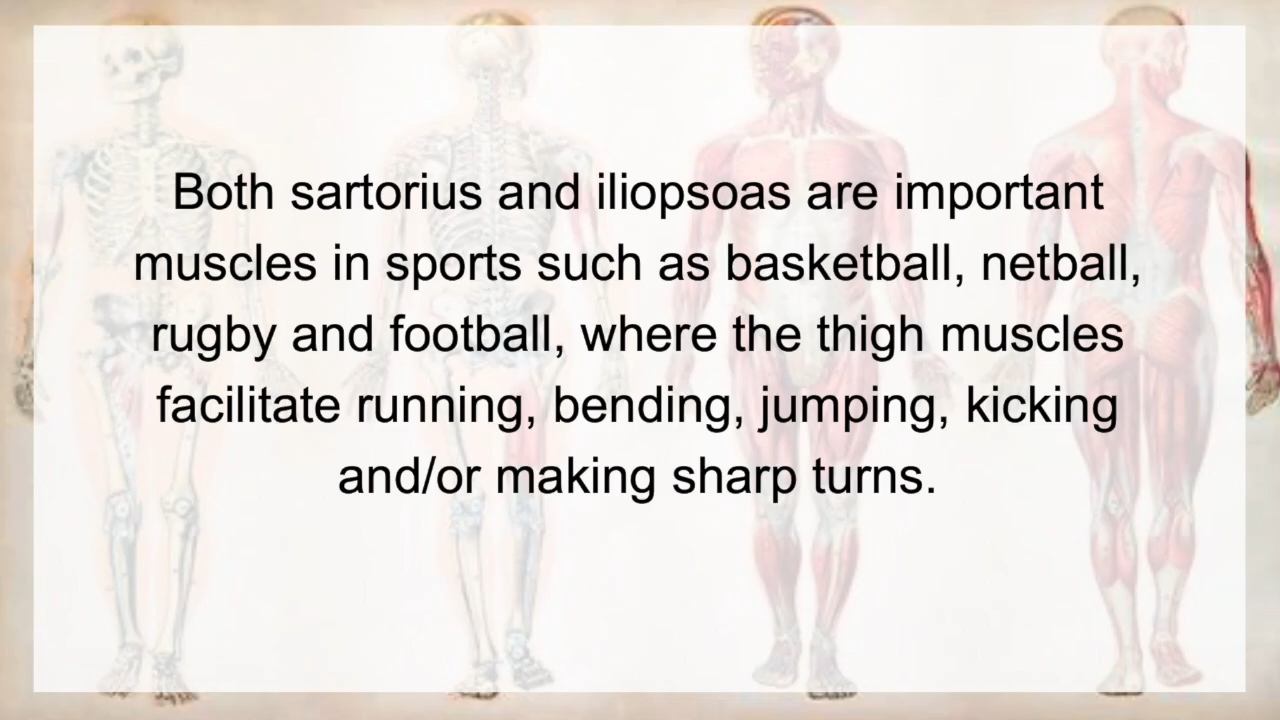 Both sartorius and iliopsoas are important
muscles in sports such as basketball, netball,
rugby and football, where the thigh muscles
facilitate running, bending, jumping, kicking
and/or making sharp turns.